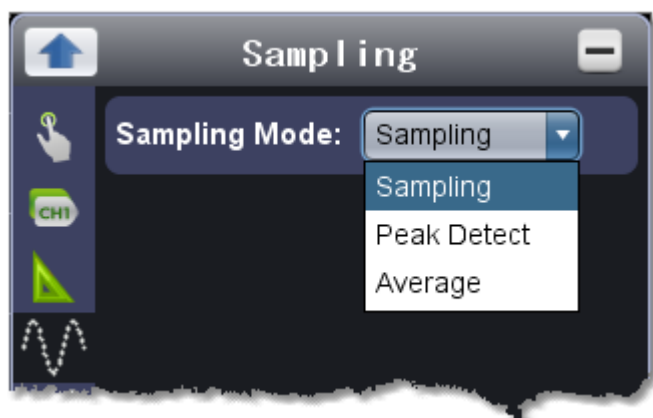 Sampling
Sampling Mode: Sampling
Sampling
CH1
Peak Detect
Average